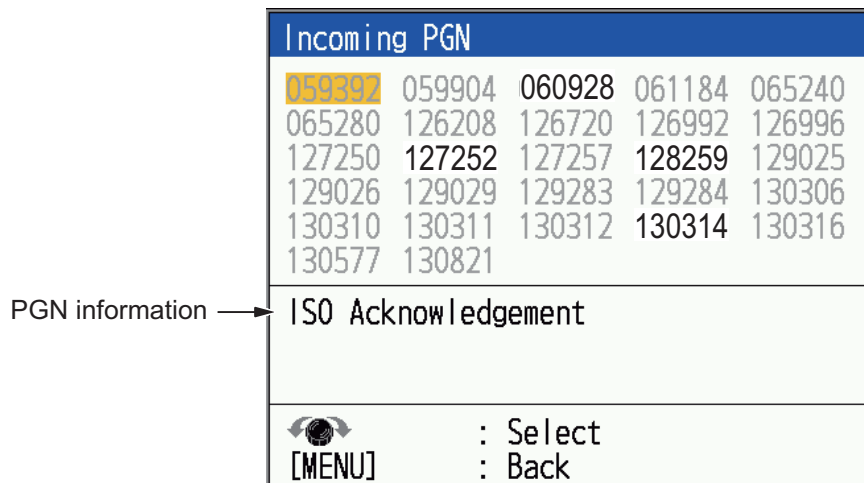 Incoming PGN
059392 059904 060928 061184 065240
065280 126208 126720 126992 126996
127250 127252 127257 128259 129025
129026 129029 129283 129284 130306
130310 130311 130312 130314 130316
130577 130821
PGN information
ISO Acknowledgement
: Select
[MENU] : Back